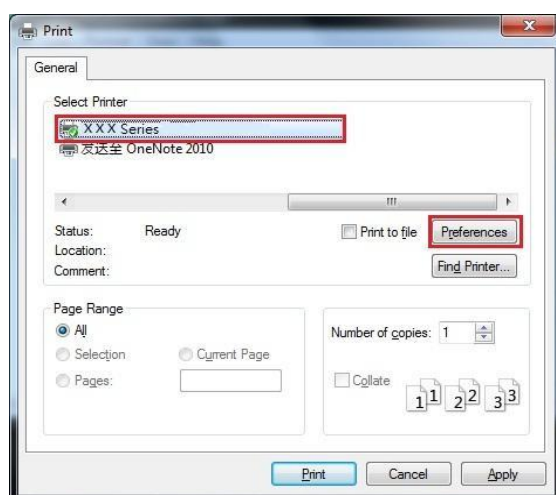 Print
General
Select Printer
XXX Series
发送至 OneNote 2010
Status: Ready
Print to file
Preferences
Location:
Comment:
Find Printer...
Page Range
All
Selection
Current Page
Pages:
Number of copies: 1
Collate
1 1 2 2 3 3
Print
Cancel
Apply